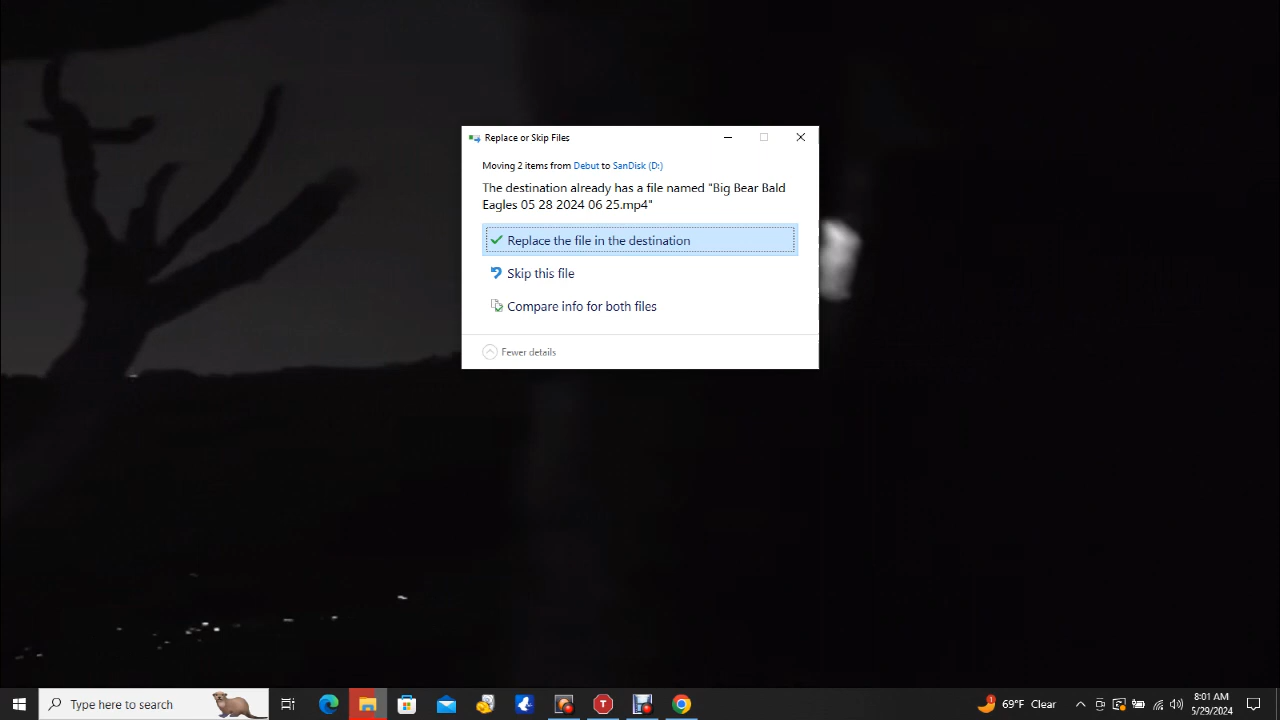 Replace or Skip Files
Moving 2 items from Debut to SanDisk (D:)
The destination already has a file named "Big Bear Bald
Eagles 05 28 2024 06 25.mp4"
Replace the file in the destination
Skip this file
Compare info for both files
Fewer details
Type here to search
T
69°F Clear
8:01 AM
5/29/2024